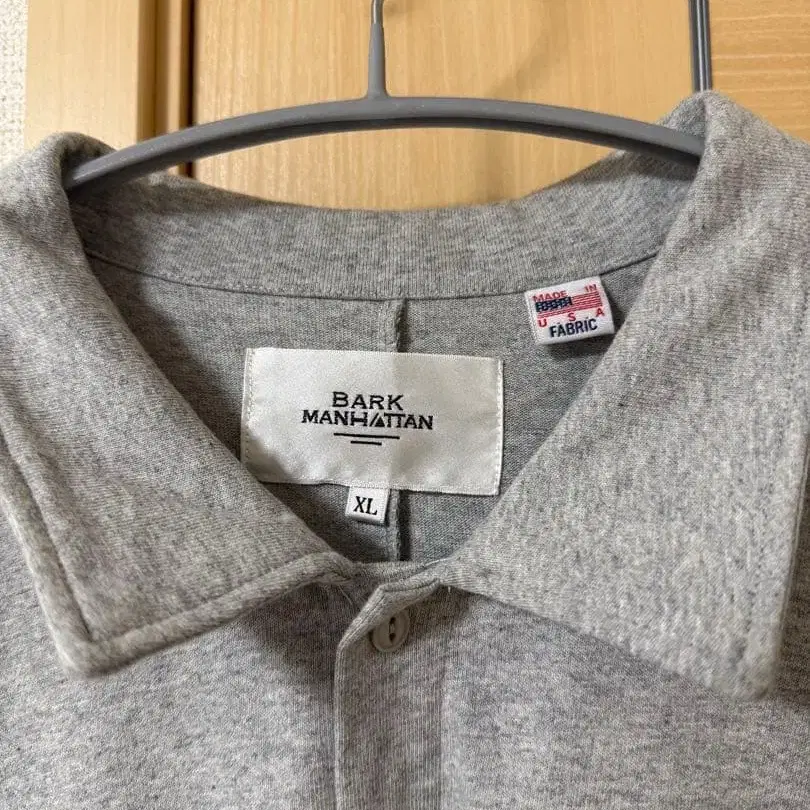 BARK
MANHATTAN
XL
MADE IN
U S A
FABRIC